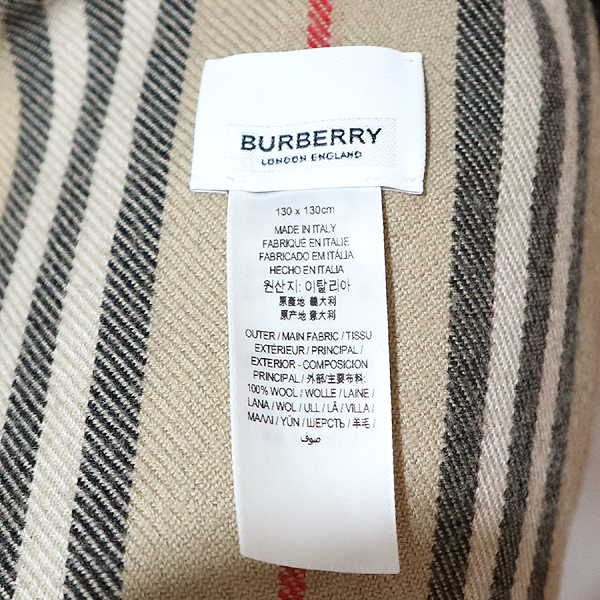 BURBERRY
LONDON ENGLAND
130 x 130cm
MADE IN ITALY
FABRIQUÉ EN ITALIE
FABRICADO EM ITÁLIA
HECHO EN ITALIA
원산지: 이탈리아
原產地 義大利
原产地 意大利
OUTER / MAIN FABRIC / TISSU
EXTÉRIEUR / PRINCIPAL /
EXTERIOR - COMPOSICION
PRINCIPAL / 外部/主要布料:
100% WOOL / WOLLE / LAINE /
LANA / WOL / ULL / LÃ / VILLA /
ΜΑΛΛΙ / YÜN / ШЕРСТЬ / 羊毛 /
صوف